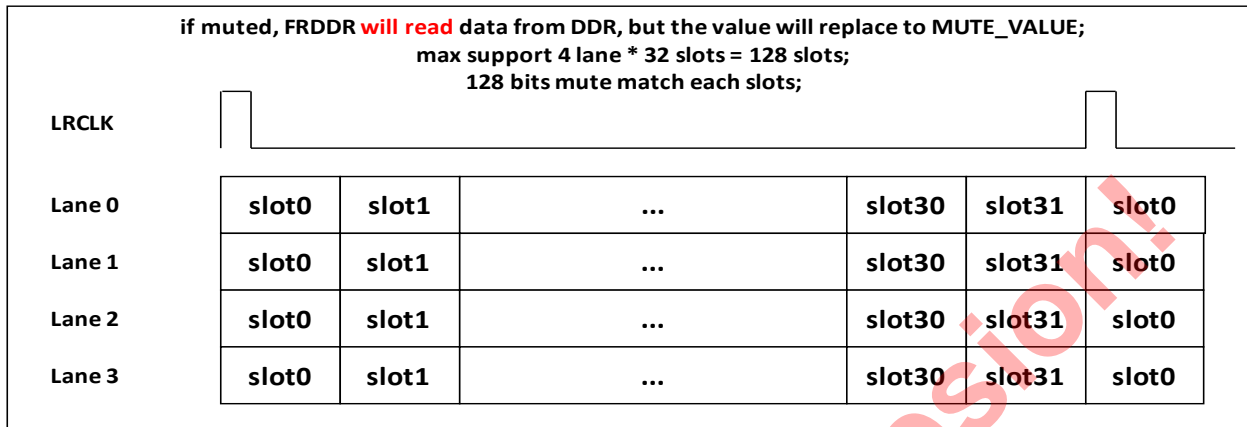 if muted, FRDDR will read data from DDR, but the value will replace to MUTE_VALUE;
max support 4 lane * 32 slots = 128 slots;
128 bits mute match each slots;
LRCLK
Lane 0 slot0 slot1 ... slot30 slot31 slot0
Lane 1 slot0 slot1 ... slot30 slot31 slot0
Lane 2 slot0 slot1 ... slot30 slot31 slot0
Lane 3 slot0 slot1 ... slot30 slot31 slot0